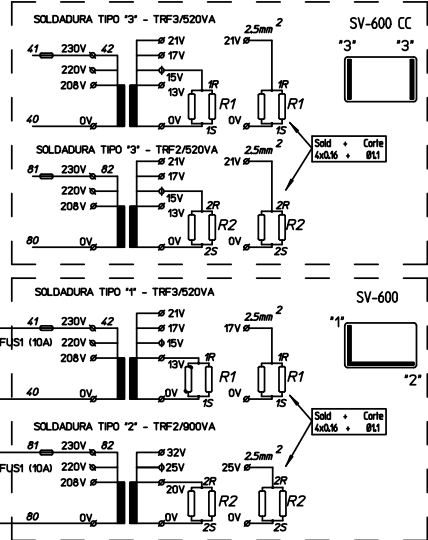 SOLDADURA TIPO "3" - TRF3/520VA
SV-600 CC
"3" "3"
41 230V 42
220V
208V
40 0V
21V
17V
15V
13V
0V
1R
R1
1S
2.5mm 2
21V
0V
1R
R1
1S
Sold + Corte
4x0.16 + Ø1.1
SOLDADURA TIPO "3" - TRF2/520VA
81 230V 82
220V
208V
80 0V
21V
17V
15V
13V
0V
2R
R2
2S
2.5mm 2
21V
0V
2R
R2
2S
SOLDADURA TIPO "1" - TRF3/520VA
SV-600
"1"
"2"
41 230V 42
FUS1 (10A) 220V
208V
40 0V
21V
17V
15V
13V
0V
1R
R1
1S
2.5mm 2
17V
0V
1R
R1
1S
Sold + Corte
4x0.16 + Ø1.1
SOLDADURA TIPO "2" - TRF2/900VA
81 230V 82
FUS1 (10A) 220V
208V
80 0V
32V
25V
20V
0V
2R
R2
2S
2.5mm 2
25V
0V
2R
R2
2S